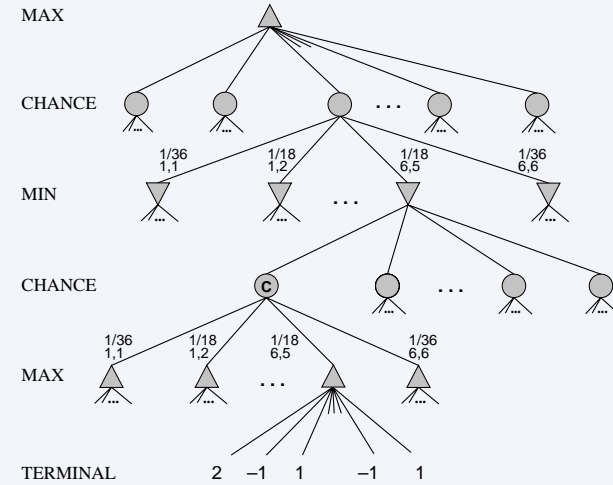 MAX
CHANCE
...
... ... ... ... ...
1/36 1/18 1/18 1/36
1,1 1,2 6,5 6,6
MIN
...
... ... ...
CHANCE
C ...
... ... ...
1/36 1/18 1/18 1/36
1,1 1,2 6,5 6,6
MAX
...
... ... ...
TERMINAL 2 –1 1 –1 1